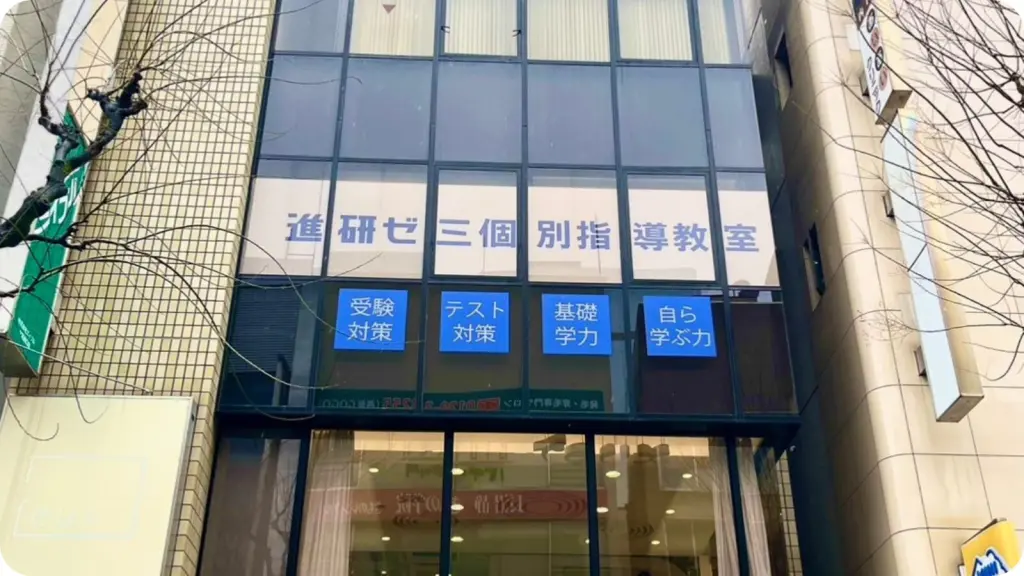 進研ゼミ個別指導教室
受験
対策
テスト
対策
基礎
学力
自ら
学ぶ力